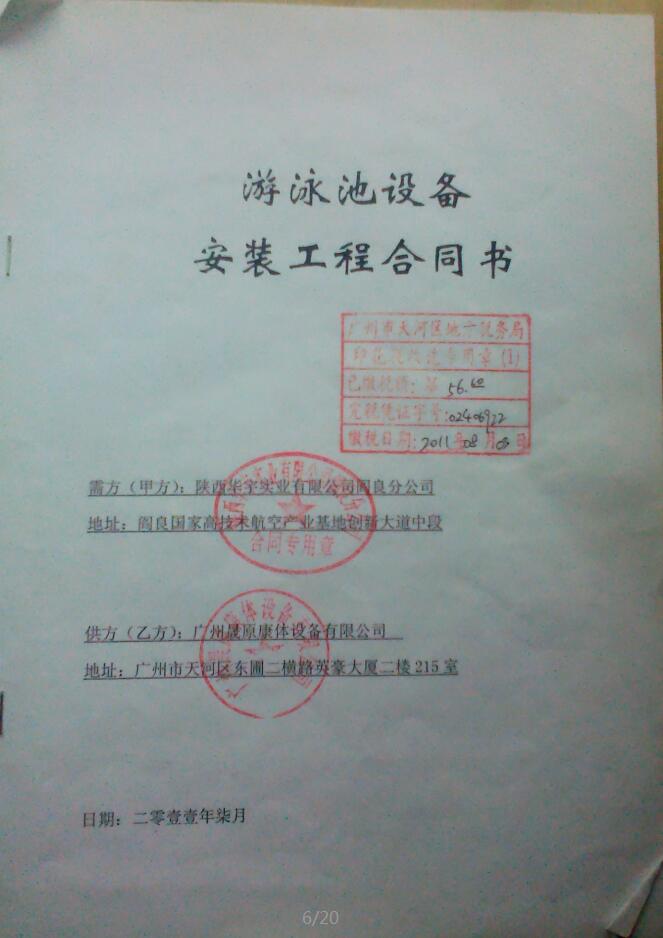 游泳池设备
安装工程合同书
广州市天河区地方税务局
印花税改造专用章(1)
已缴税价:
56.60
完税凭证字号:02406922
缴税日期:2011年08月03日
需方(甲方):陕西华宇实业有限公司阎良分公司
地址:阎良国家高技术航空产业基地创新大道中段
合同专用章
供方(乙方):广州晟原康体设备有限公司
地址:广州市天河区东圃二横路英豪大厦二楼215室
日期:二零壹壹年柒月
6/20